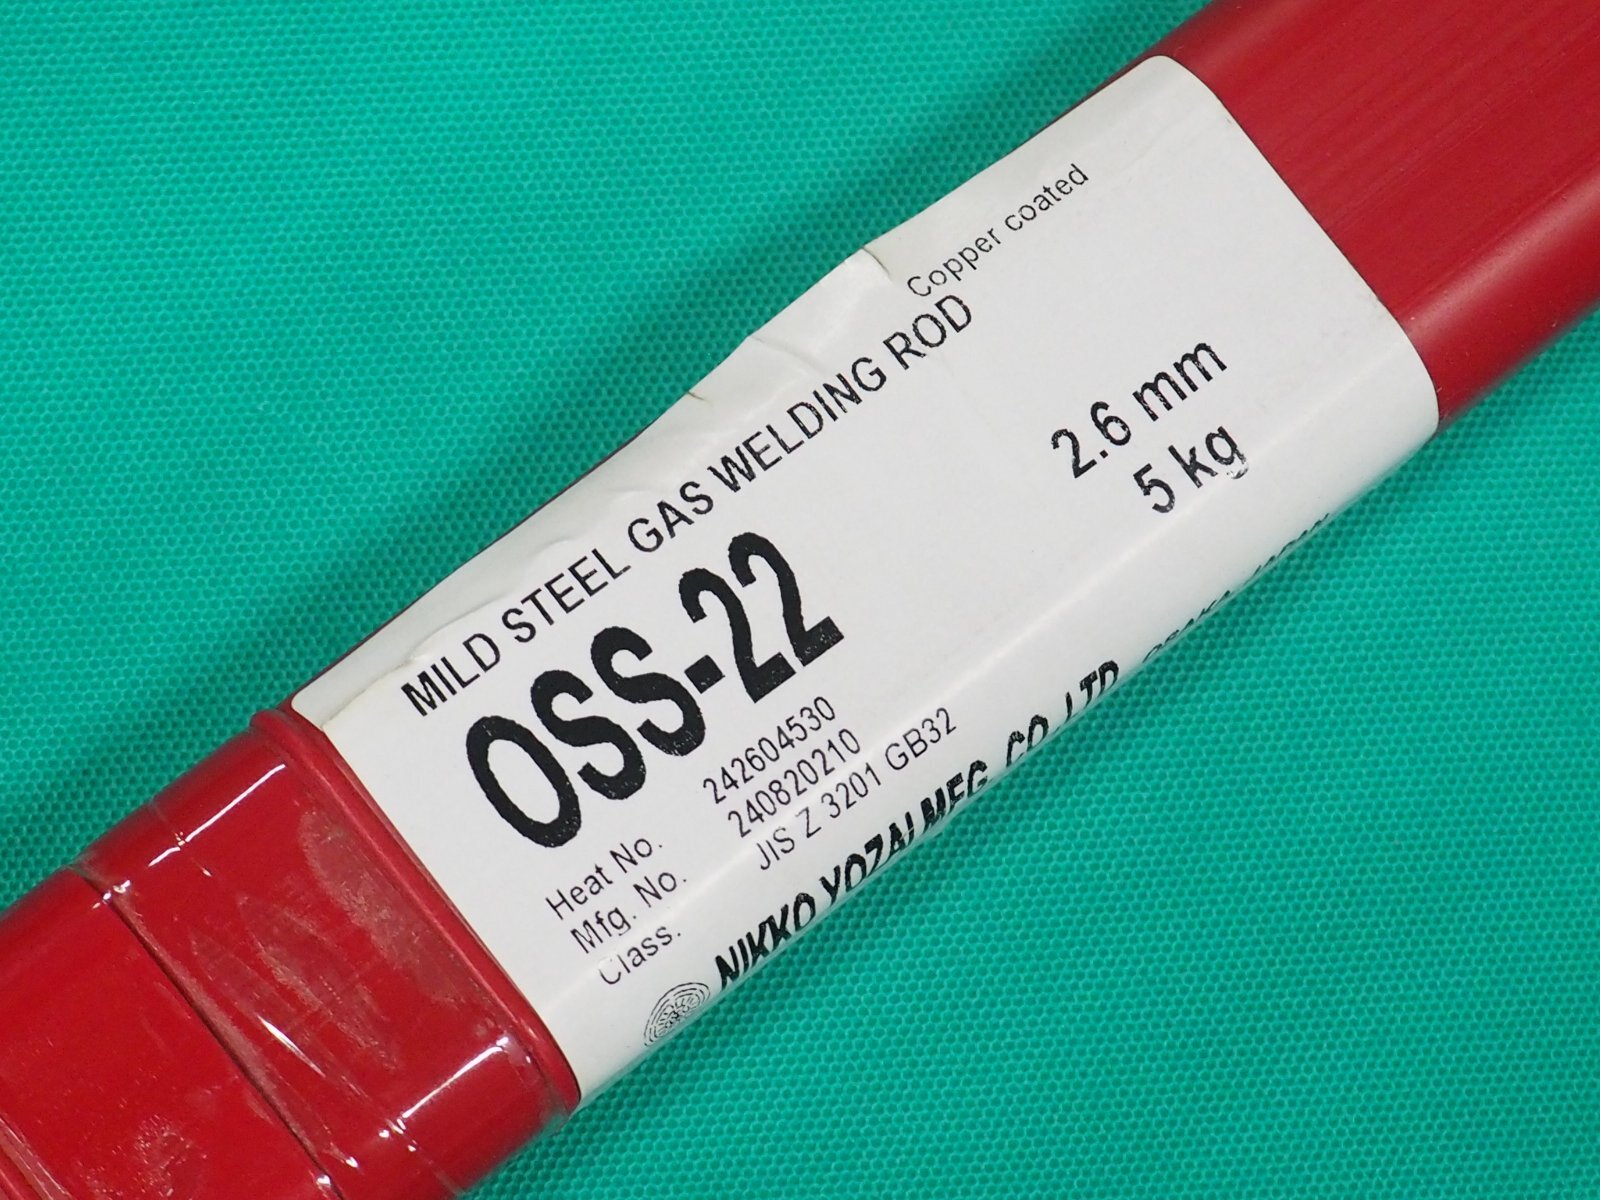 Copper coated
MILD STEEL GAS WELDING ROD
OSS-22
2.6 mm
5 kg
Heat No. 242604530
Mfg. No. 240820210
Class. JIS Z 3201 GB32
NIKKO YOZAI MFG. CO.,LTD.